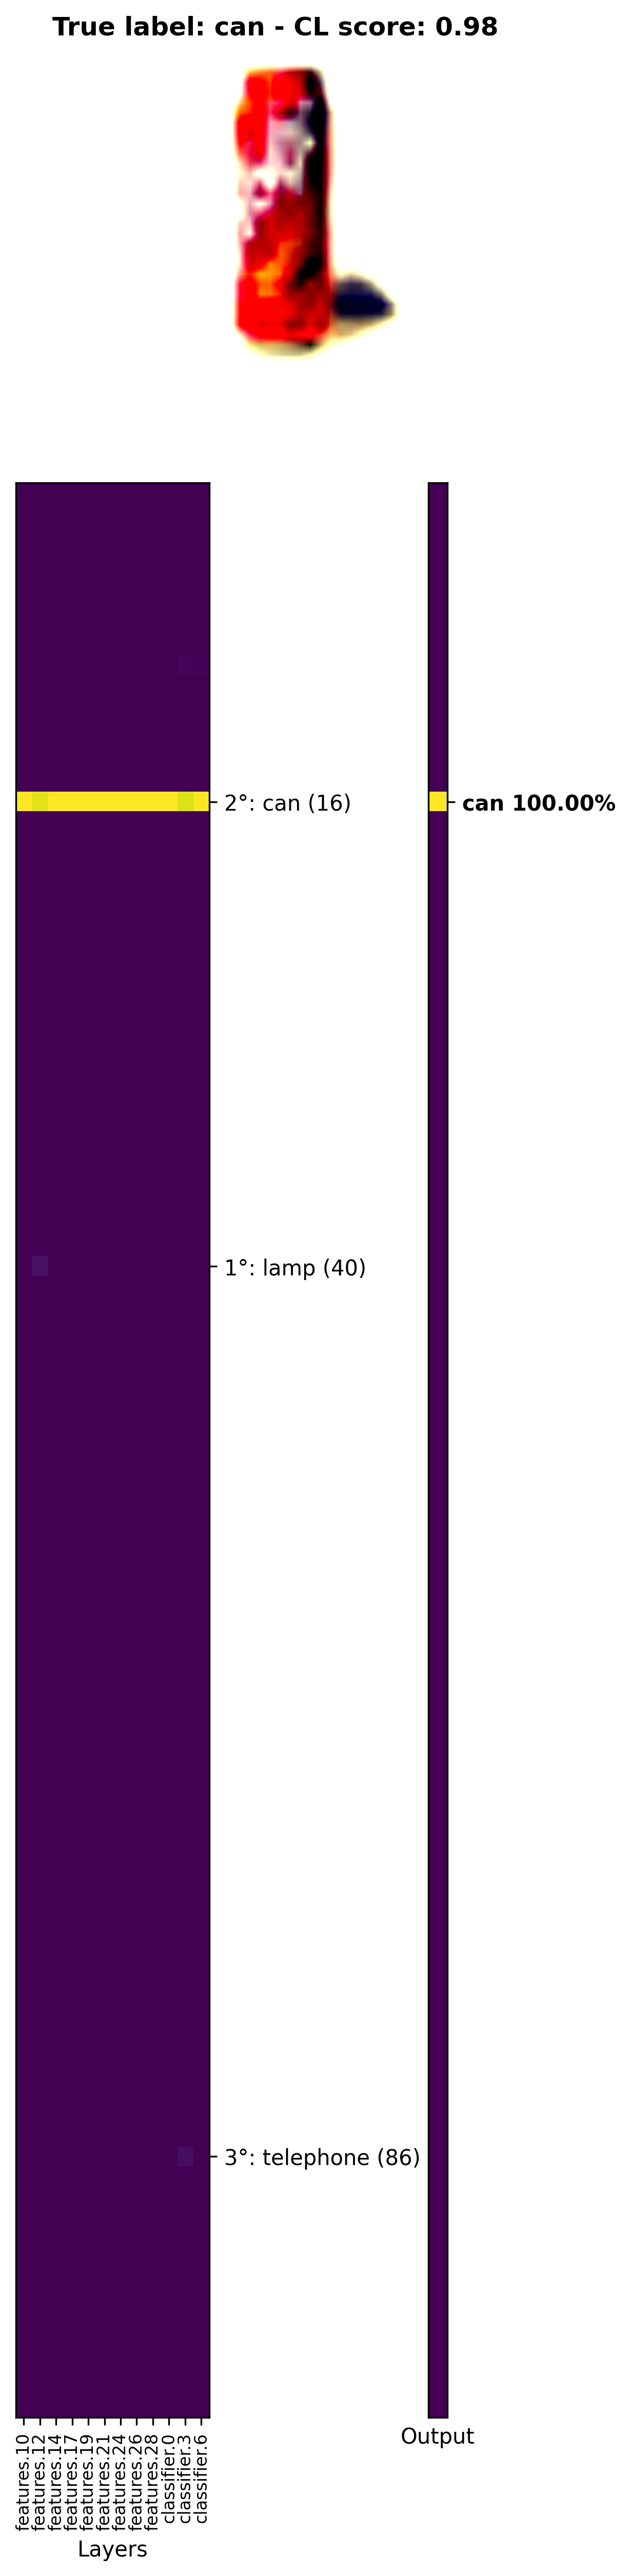 True label: can - CL score: 0.98
2°: can (16)
can 100.00%
1°: lamp (40)
3°: telephone (86)
features.10
features.12
features.14
features.17
features.19
features.21
features.24
features.26
features.28
classifier.0
classifier.3
classifier.6
Layers
Output